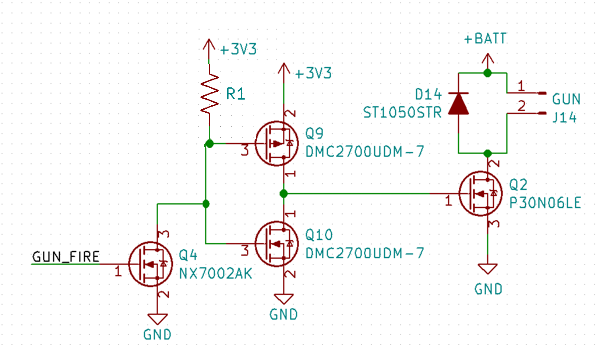 +BATT
+3V3
+3V3
R1
D14
ST1050STR
1
2
GUN
J14
2
Q9
DMC2700UDM-7
3
1
2
Q2
P30N06LE
1
3
GUN_FIRE
3
Q4
NX7002AK
1
2
1
Q10
DMC2700UDM-7
3
2
GND
GND
GND